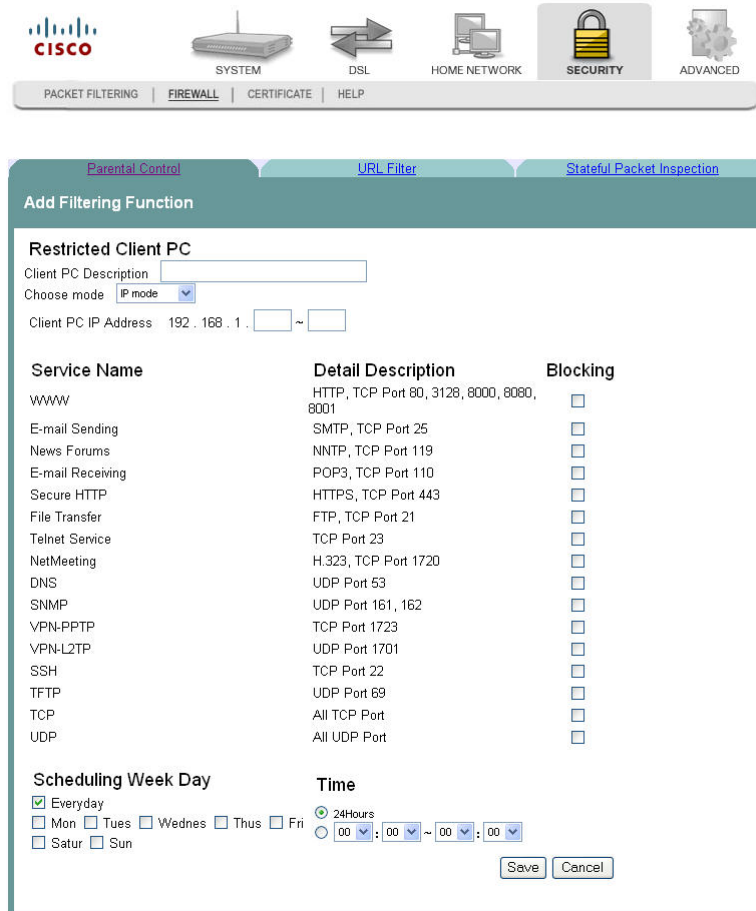 CISCO
SYSTEM DSL HOME NETWORK SECURITY ADVANCED
PACKET FILTERING | FIREWALL | CERTIFICATE | HELP
Parental Control URL Filter Stateful Packet Inspection
Add Filtering Function
Restricted Client PC
Client PC Description
Choose mode IP mode
Client PC IP Address 192 . 168 . 1 . ~
Service Name Detail Description Blocking
WWW HTTP, TCP Port 80, 3128, 8000, 8080,
8001
E-mail Sending SMTP, TCP Port 25
News Forums NNTP, TCP Port 119
E-mail Receiving POP3, TCP Port 110
Secure HTTP HTTPS, TCP Port 443
File Transfer FTP, TCP Port 21
Telnet Service TCP Port 23
NetMeeting H.323, TCP Port 1720
DNS UDP Port 53
SNMP UDP Port 161, 162
VPN-PPTP TCP Port 1723
VPN-L2TP UDP Port 1701
SSH TCP Port 22
TFTP UDP Port 69
TCP All TCP Port
UDP All UDP Port
Scheduling Week Day Time
Everyday 24Hours
Mon Tues Wednes Thus Fri 00 : 00 ~ 00 : 00
Satur Sun
Save Cancel